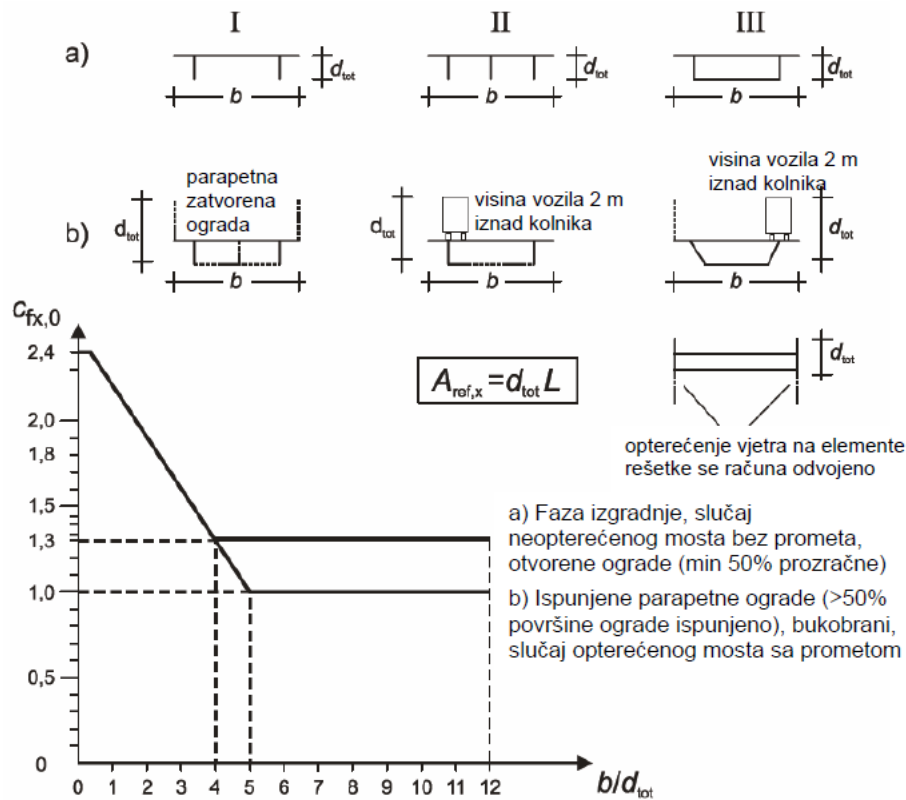 I II III
a)
d_tot d_tot d_tot
b b b
visina vozila 2 m
iznad kolnika
parapetna
zatvorena
ograda
visina vozila 2 m
iznad kolnika
b)
d_tot d_tot d_tot
b b b
c_fx,0
2,4
2,0
1,8
1,5
1,3
1,0
0,5
0
A_ref,x = d_tot L
d_tot
opterećenje vjetra na elemente
rešetke se računa odvojeno
a) Faza izgradnje, slučaj
neopterećenog mosta bez prometa,
otvorene ograde (min 50% prozračne)
b) Ispunjene parapetne ograde (>50%
površine ograde ispunjeno), bukobrani,
slučaj opterećenog mosta sa prometom
0 1 2 3 4 5 6 7 8 9 10 11 12 b/d_tot